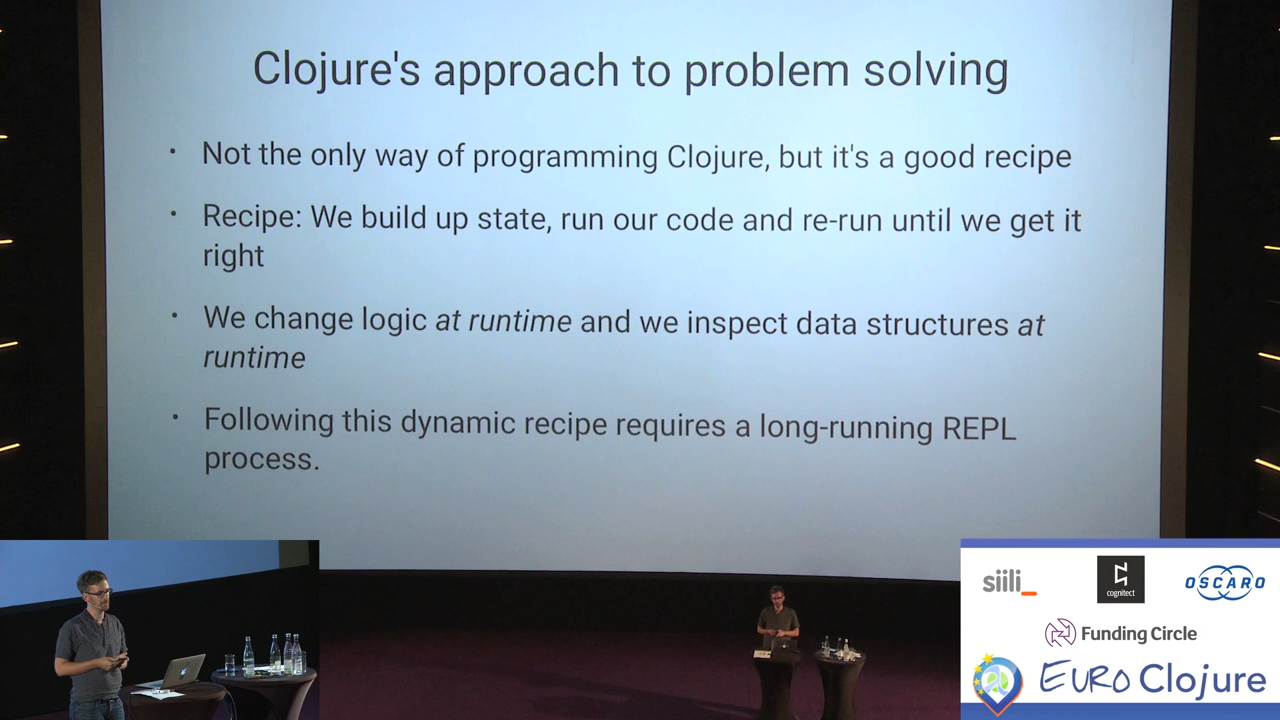 Clojure's approach to problem solving
• Not the only way of programming Clojure, but it's a good recipe
• Recipe: We build up state, run our code and re-run until we get it
right
• We change logic at runtime and we inspect data structures at
runtime
• Following this dynamic recipe requires a long-running REPL
process.
siili_
cognitect
OSCARO
Funding Circle
EURO Clojure